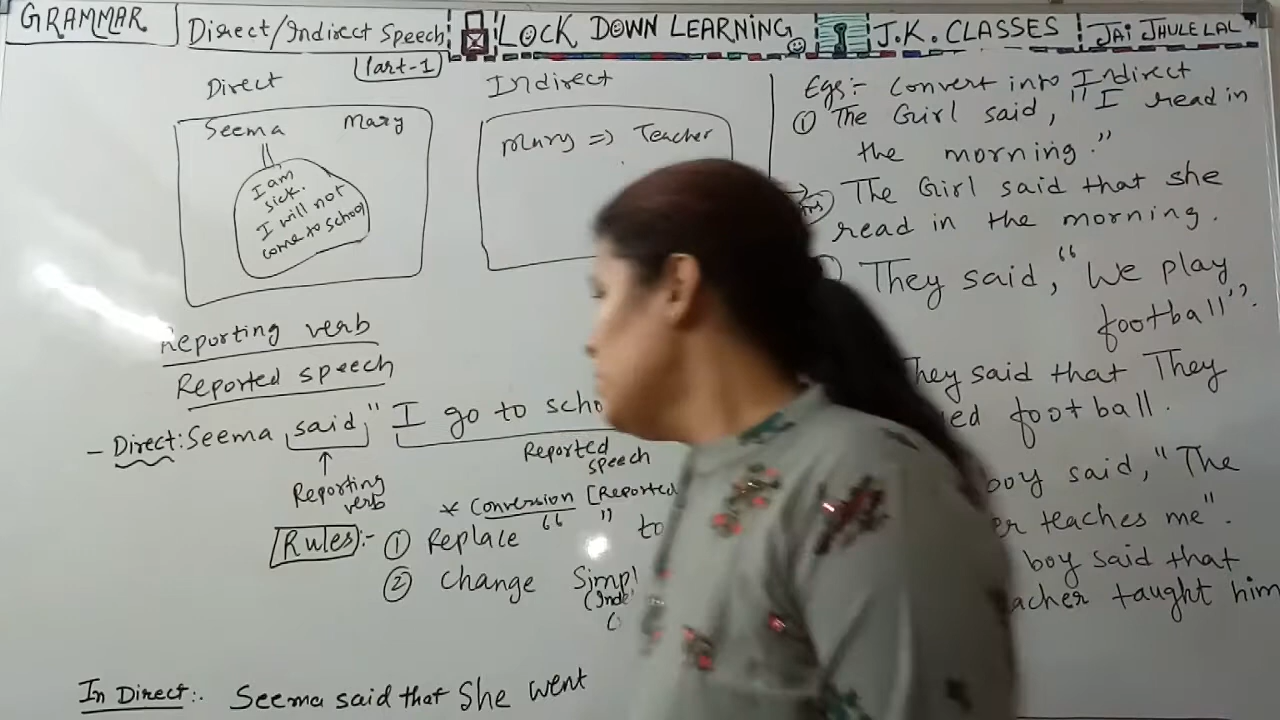 GRAMMAR
Direct/Indirect Speech
LOCK DOWN LEARNING
J.K. CLASSES
JAI JHULELAL
Part-1
Direct
Seema
Mary
I am
sick.
I will not
come to school
Indirect
Mary => Teacher
Reporting verb
Reported speech
- Direct: Seema said "I go to scho
Reporting
verb
Reported
speech
* Conversion [Reported
Rules:- ① Replace " " to
② Change Simpl
(Inde
In Direct:. Seema said that She went
Egs:- Convert into Indirect
① The Girl said, "I read in
the morning."
The Girl said that she
read in the morning.
They said, "We play
football".
They said that They
ed football.
boy said, "The
er teaches me".
boy said that
acher taught him